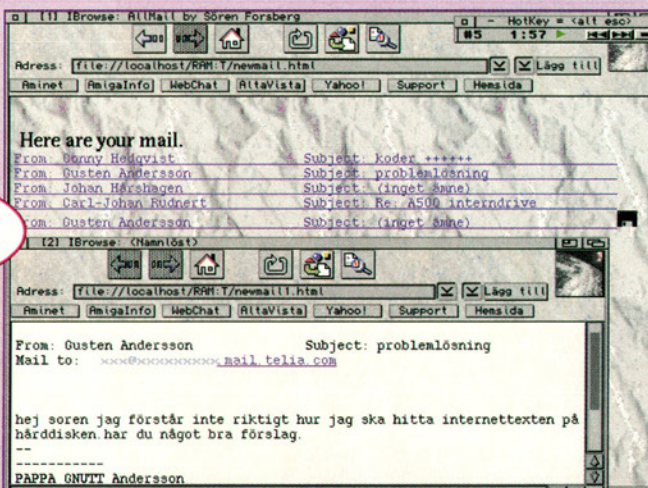 [1] IBrowse: AllMail by Sören Forsberg
- HotKey = <alt esc>
#5 1:57
Adress: file://localhost/RAM:T/newmail.html Lägg till
Aminet AmigaInfo WebChat AltaVista Yahoo! Support Hemsida
Here are your mail.
From: Conny Hedqvist Subject: koder ++++++
From: Gusten Andersson Subject: problemlösning
From: Johan Hårshagen Subject: (inget ämne)
From: Carl-Johan Rudnert Subject: Re: A500 interndrive
From: Gusten Andersson Subject: (inget ämne)
[2] IBrowse: (Namnlöst)
Adress: file://localhost/RAM:T/newmail1.html Lägg till
Aminet AmigaInfo WebChat AltaVista Yahoo! Support Hemsida
From: Gusten Andersson Subject: problemlösning
Mail to: xxx@xxxxxxxxxx.mail.telia.com
hej soren jag förstår inte riktigt hur jag ska hitta internettexten på
hårddisken.har du något bra förslag.
--
-----------
PAPPA GNUTT Andersson